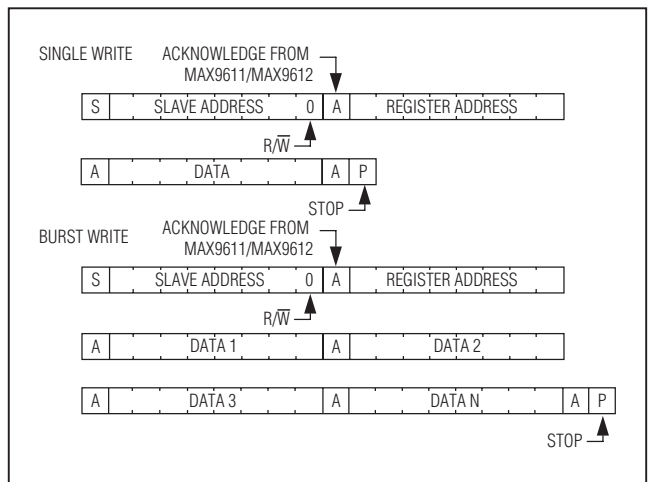 SINGLE WRITE ACKNOWLEDGE FROM
MAX9611/MAX9612
S SLAVE ADDRESS 0 A REGISTER ADDRESS
R/W̅
A DATA A P
STOP
BURST WRITE ACKNOWLEDGE FROM
MAX9611/MAX9612
S SLAVE ADDRESS 0 A REGISTER ADDRESS
R/W̅
A DATA 1 A DATA 2
A DATA 3 A DATA N A P
STOP